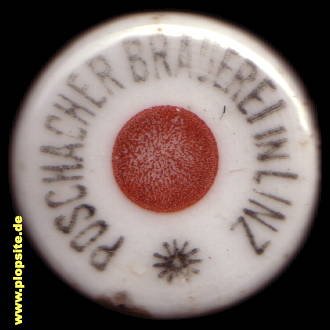 POSCHACHER BRAUEREI IN LINZ
www.plopsite.de